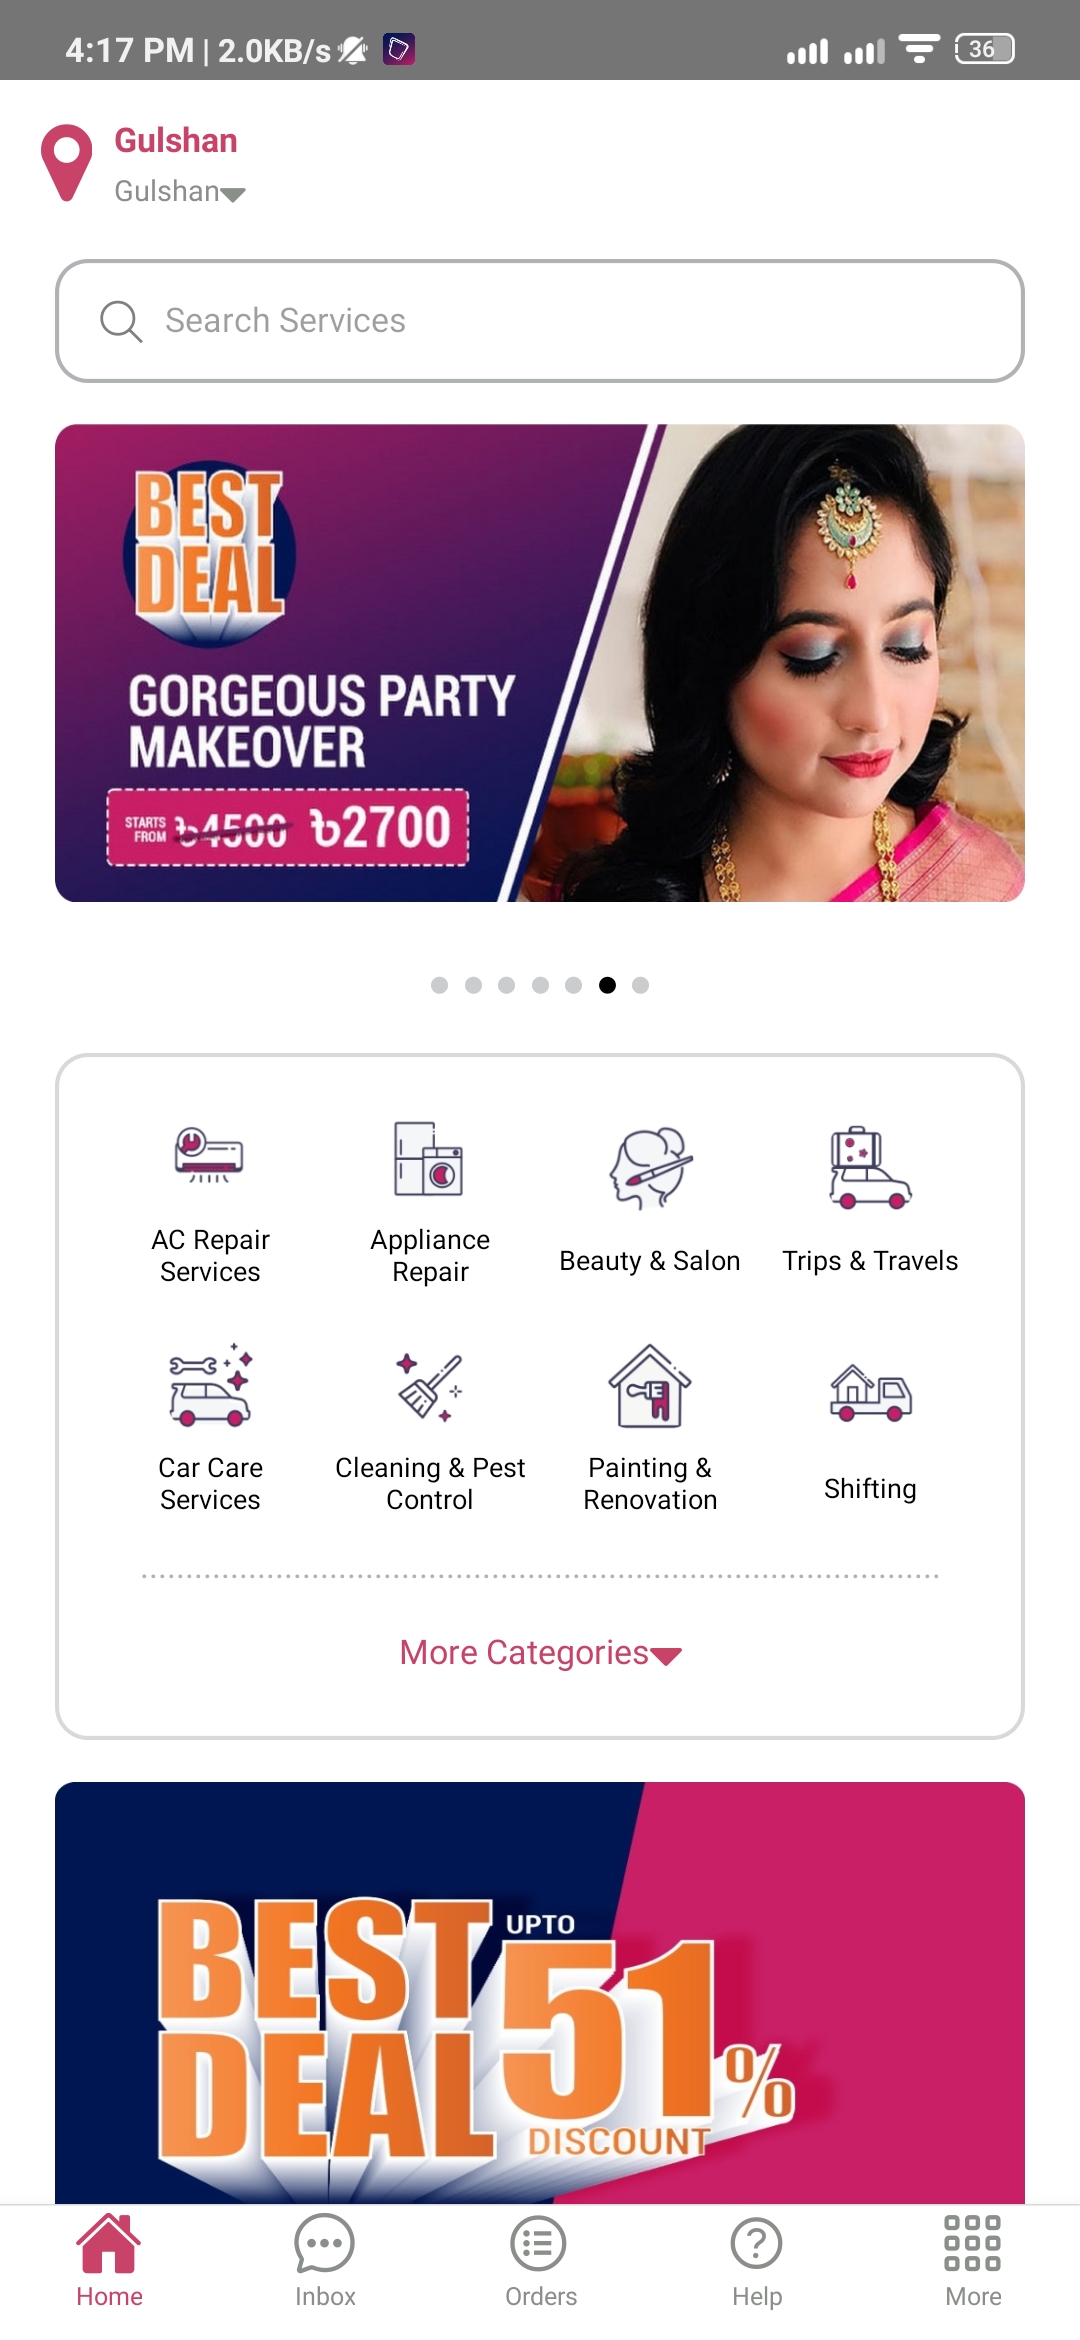 4:17 PM | 2.0KB/s
36
Gulshan
Gulshan
Search Services
BEST
DEAL
GORGEOUS PARTY
MAKEOVER
STARTS
FROM ৳4500 ৳2700
AC Repair
Services
Appliance
Repair
Beauty & Salon
Trips & Travels
Car Care
Services
Cleaning & Pest
Control
Painting &
Renovation
Shifting
More Categories
BEST
DEAL
UPTO
51%
DISCOUNT
Home
Inbox
Orders
Help
More